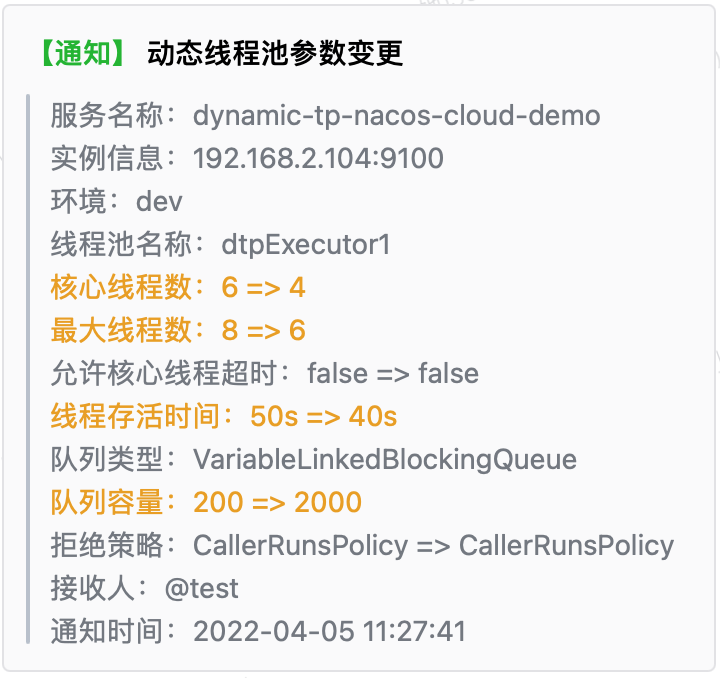 【通知】 动态线程池参数变更
服务名称：dynamic-tp-nacos-cloud-demo
实例信息：192.168.2.104:9100
环境：dev
线程池名称：dtpExecutor1
核心线程数：6 => 4
最大线程数：8 => 6
允许核心线程超时：false => false
线程存活时间：50s => 40s
队列类型：VariableLinkedBlockingQueue
队列容量：200 => 2000
拒绝策略：CallerRunsPolicy => CallerRunsPolicy
接收人：@test
通知时间：2022-04-05 11:27:41